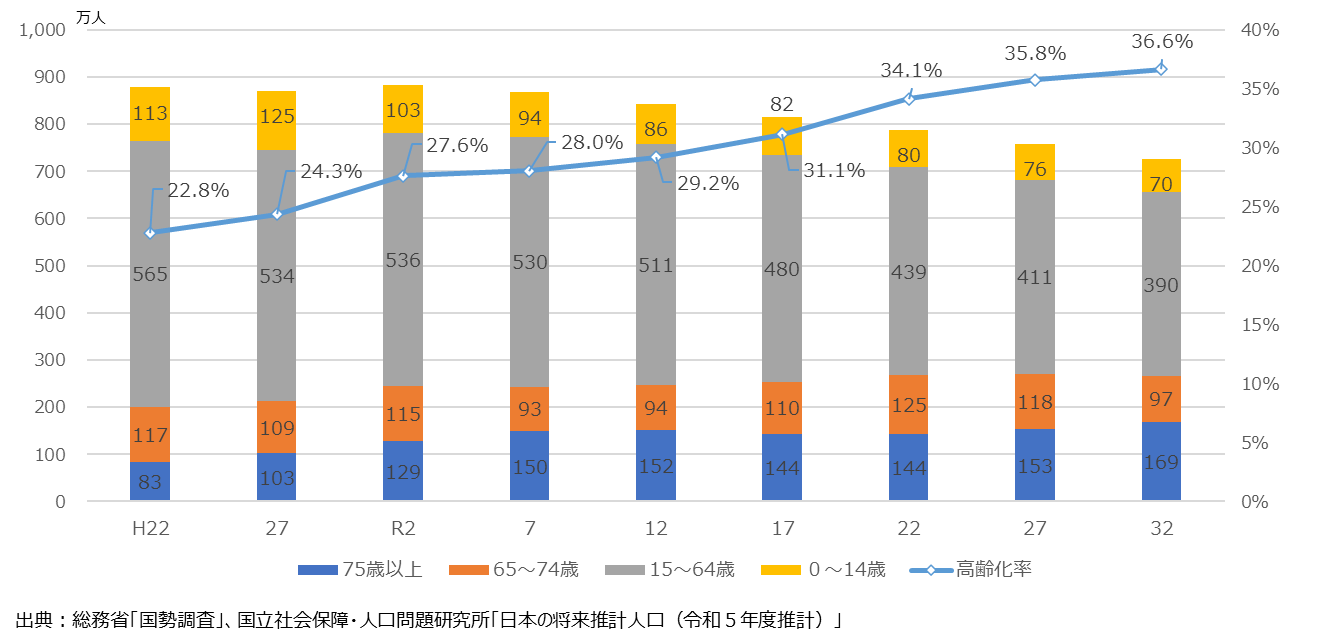 万人
1,000
900
800
700
600
500
400
300
200
100
0
40%
35%
30%
25%
20%
15%
10%
5%
0%
113 125 103 94 86 82 80 76 70
22.8% 24.3% 27.6% 28.0% 29.2% 31.1% 34.1% 35.8% 36.6%
565 534 536 530 511 480 439 411 390
117 109 115 93 94 110 125 118 97
83 103 129 150 152 144 144 153 169
H22 27 R2 7 12 17 22 27 32
75歳以上 65～74歳 15～64歳 0～14歳 高齢化率
出典：総務省「国勢調査」、国立社会保障・人口問題研究所「日本の将来推計人口（令和５年度推計）」